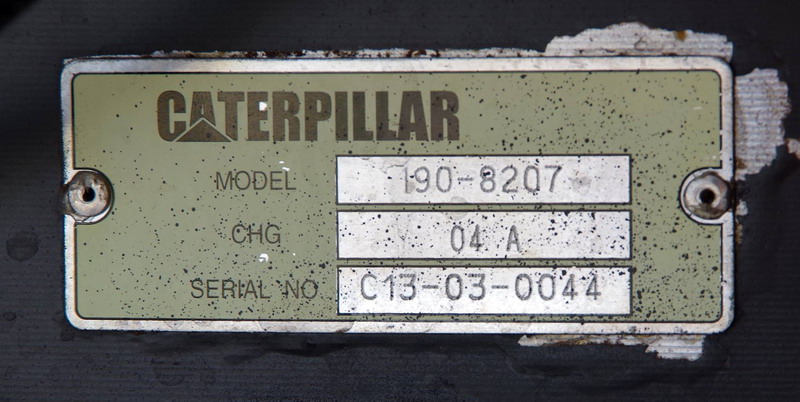 CATERPILLAR
MODEL 190-8207
CHG 04 A
SERIAL NO C13-03-0044